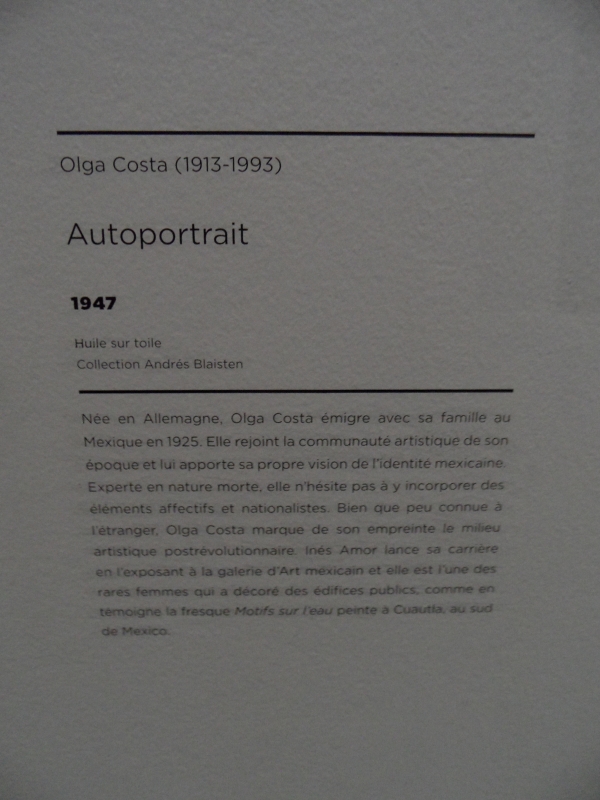 Olga Costa (1913-1993)
Autoportrait
1947
Huile sur toile
Collection Andrés Blaisten
Née en Allemagne, Olga Costa émigre avec sa famille au
Mexique en 1925. Elle rejoint la communauté artistique de son
époque et lui apporte sa propre vision de l'identité mexicaine.
Experte en nature morte, elle n'hésite pas à y incorporer des
éléments affectifs et nationalistes. Bien que peu connue à
l'étranger, Olga Costa marque de son empreinte le milieu
artistique postrévolutionnaire. Inés Amor lance sa carrière
en l'exposant à la galerie d'Art mexicain et elle est l'une des
rares femmes qui a décoré des édifices publics, comme en
témoigne la fresque Motifs sur l'eau peinte à Cuautla, au sud
de Mexico.